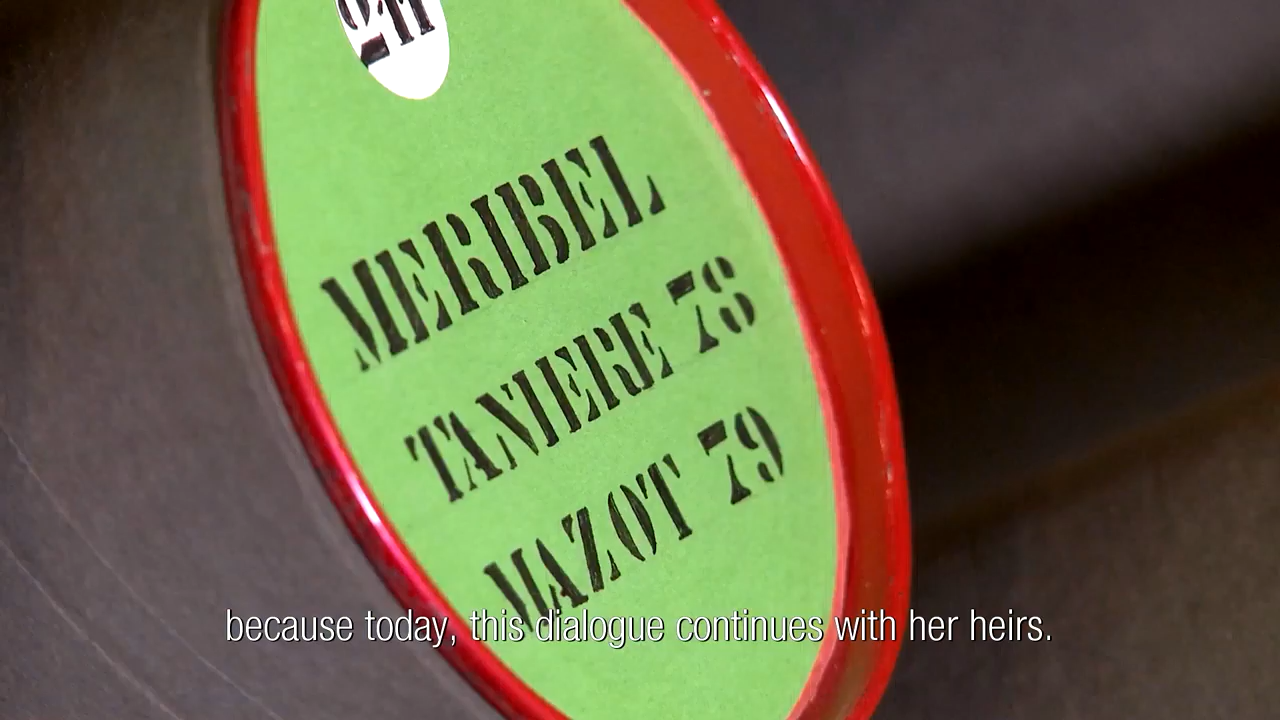 MERIBEL
TANIERE 78
MAZOT 79
because today, this dialogue continues with her heirs.